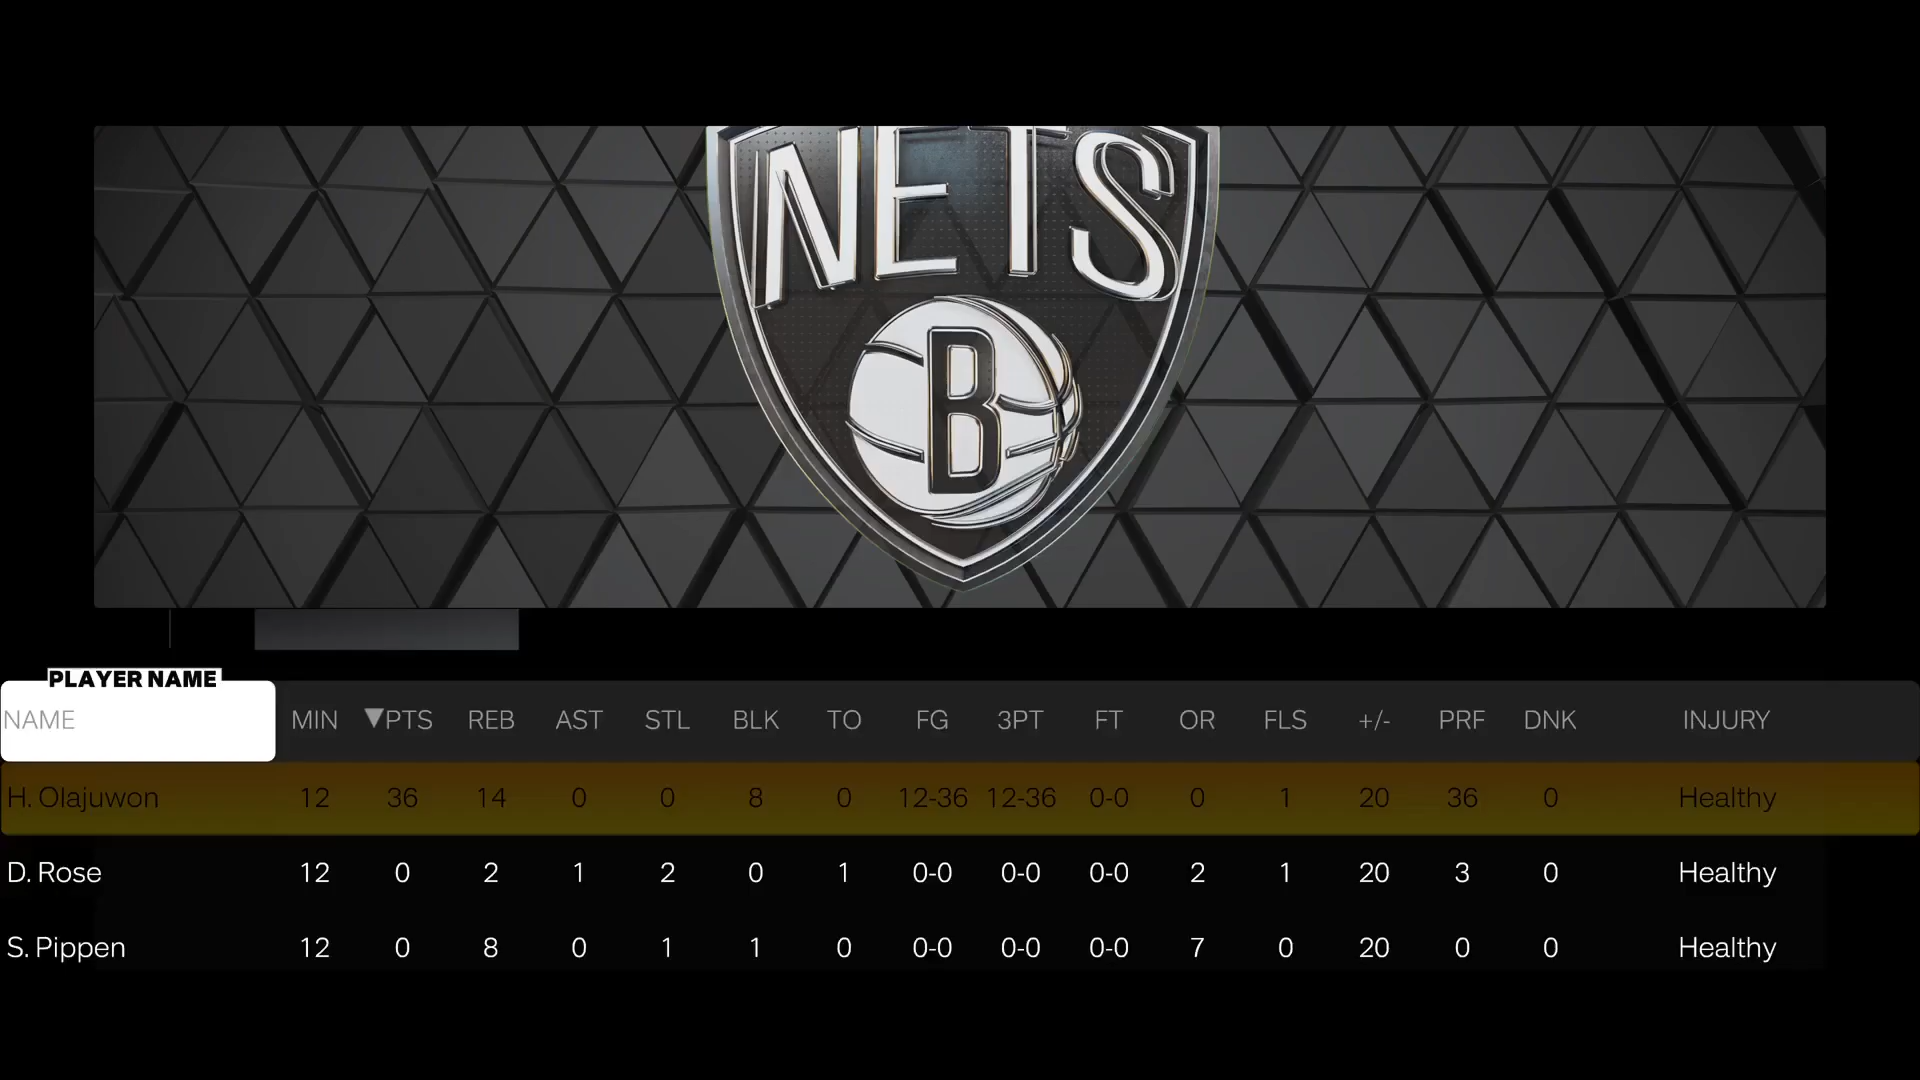 NETS
B
PLAYER NAME
NAME MIN ▼PTS REB AST STL BLK TO FG 3PT FT OR FLS +/- PRF DNK INJURY
H. Olajuwon 12 36 14 0 0 8 0 12-36 12-36 0-0 0 1 20 36 0 Healthy
D. Rose 12 0 2 1 2 0 1 0-0 0-0 0-0 2 1 20 3 0 Healthy
S. Pippen 12 0 8 0 1 1 0 0-0 0-0 0-0 7 0 20 0 0 Healthy